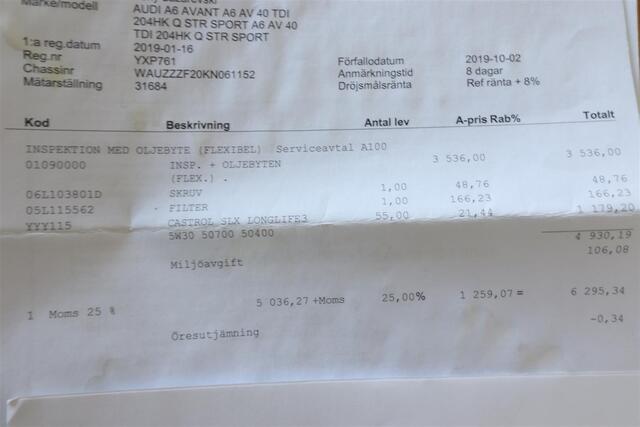 Märke/modell AUDI A6 AVANT A6 AV 40 TDI
204HK Q STR SPORT A6 AV 40
TDI 204HK Q STR SPORT
1:a reg.datum 2019-01-16
Reg.nr YXP761 Förfallodatum 2019-10-02
Chassinr WAUZZZF20KN061152 Anmärkningstid 8 dagar
Mätarställning 31684 Dröjsmålsränta Ref ränta + 8%
Kod Beskrivning Antal lev A-pris Rab% Totalt
INSPEKTION MED OLJEBYTE (FLEXIBEL) Serviceavtal A100
01090000 INSP. + OLJEBYTEN 3 536,00 3 536,00
(FLEX.) .
06L103801D SKRUV 1,00 48,76 48,76
05L115562 FILTER 1,00 166,23 166,23
YYY115 CASTROL SLX LONGLIFE3 55,00 21,44 1 179,20
5W30 50700 50400
4 930,19
Miljöavgift 106,08
1 Moms 25 % 5 036,27 +Moms 25,00% 1 259,07 = 6 295,34
Öresutjämning -0,34